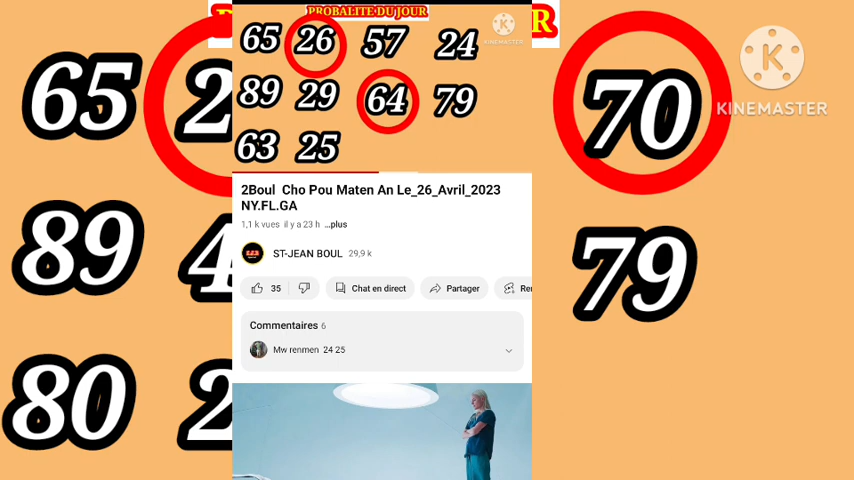 PROBALITE DU JOUR
R
65 26 57 24
KINEMASTER
89 29 64 79
63 25
65
70
KINEMASTER
89
79
80
2Boul Cho Pou Maten An Le_26_Avril_2023
NY.FL.GA
1,1 k vues il y a 23 h ...plus
ST-JEAN BOUL 29,9 k
35 Chat en direct Partager
Commentaires 6
Mw renmen 24 25